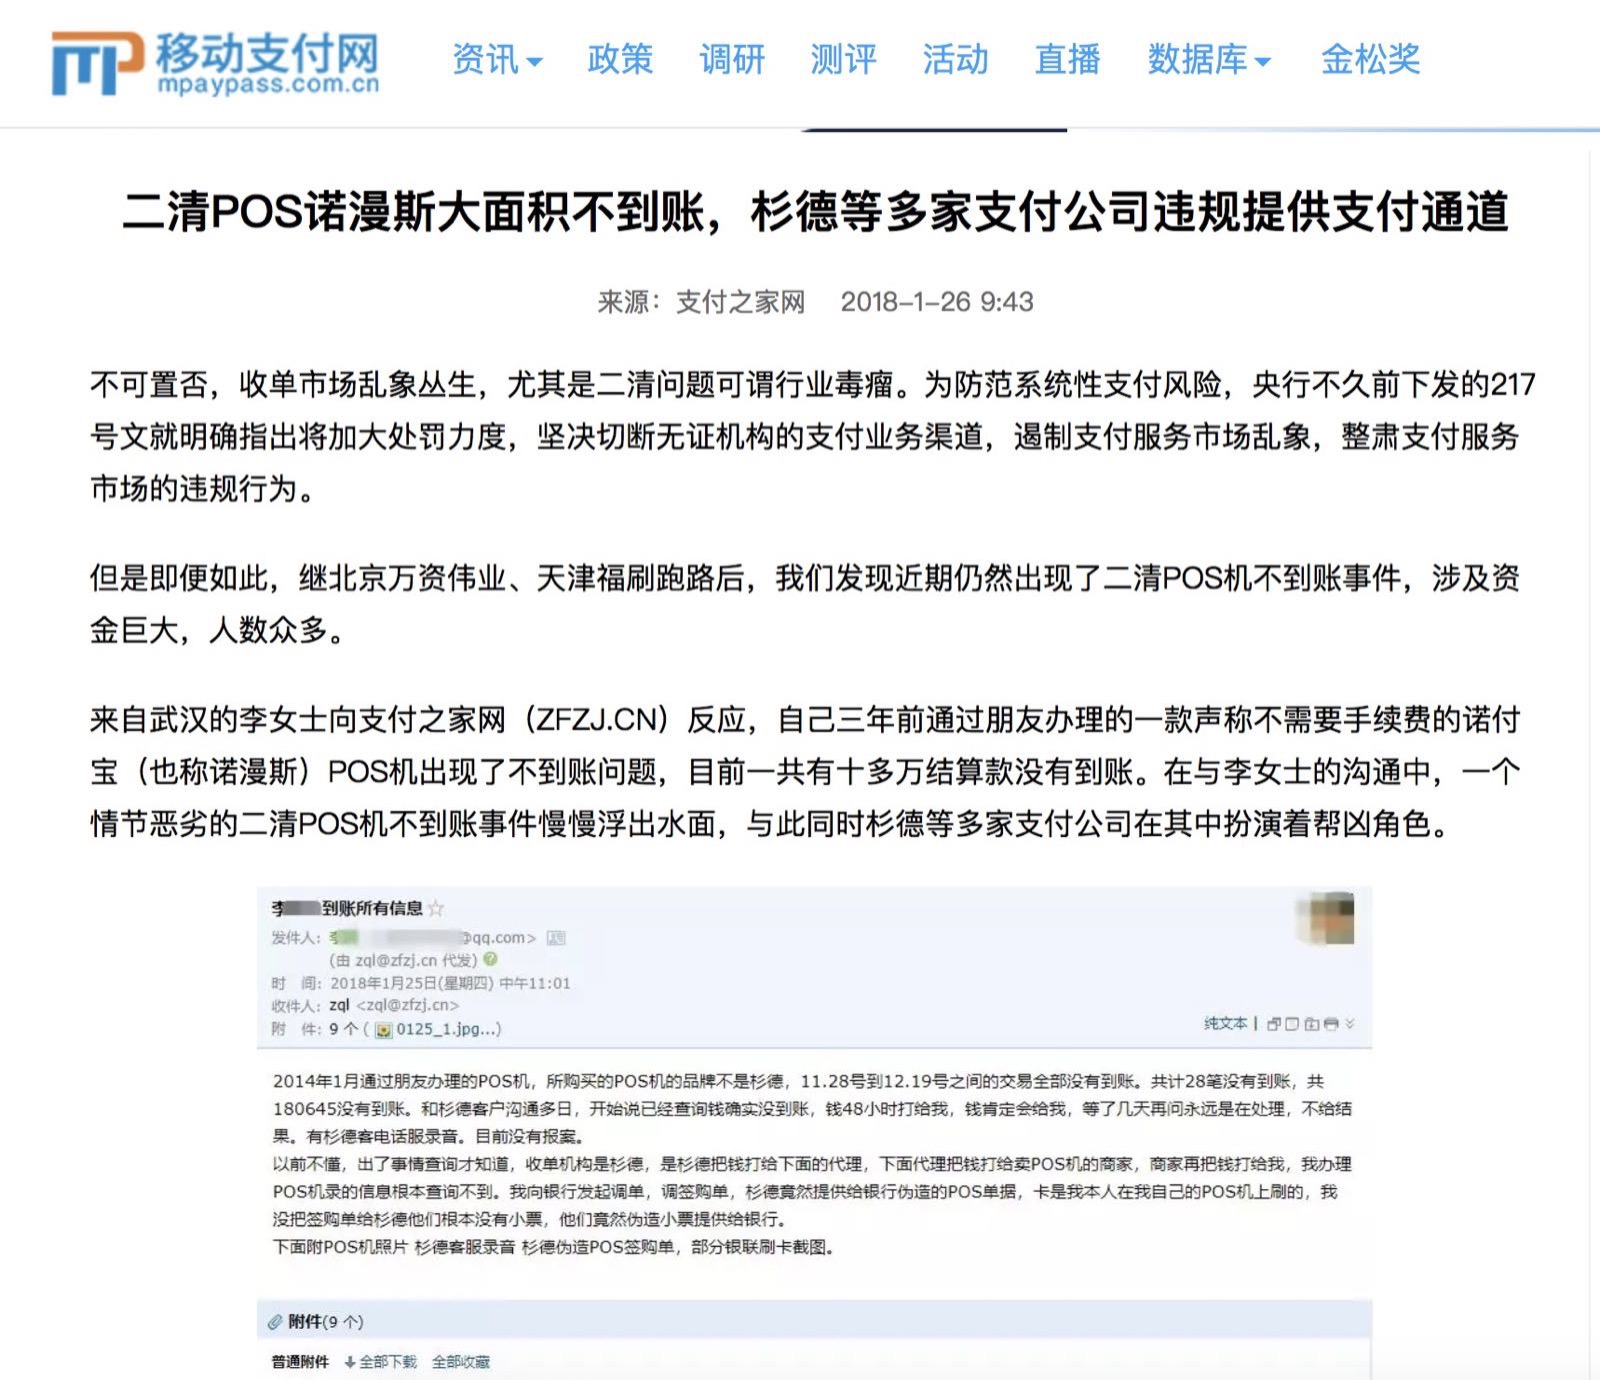 移动支付网
mpaypass.com.cn
资讯 政策 调研 测评 活动 直播 数据库 金松奖
二清POS诺漫斯大面积不到账，杉德等多家支付公司违规提供支付通道
来源：支付之家网 2018-1-26 9:43
不可置否，收单市场乱象丛生，尤其是二清问题可谓行业毒瘤。为防范系统性支付风险，央行不久前下发的217
号文就明确指出将加大处罚力度，坚决切断无证机构的支付业务渠道，遏制支付服务市场乱象，整肃支付服务
市场的违规行为。
但是即便如此，继北京万资伟业、天津福刷跑路后，我们发现近期仍然出现了二清POS机不到账事件，涉及资
金巨大，人数众多。
来自武汉的李女士向支付之家网（ZFZJ.CN）反应，自己三年前通过朋友办理的一款声称不需要手续费的诺付
宝（也称诺漫斯）POS机出现了不到账问题，目前一共有十多万结算款没有到账。在与李女士的沟通中，一个
情节恶劣的二清POS机不到账事件慢慢浮出水面，与此同时杉德等多家支付公司在其中扮演着帮凶角色。
李 到账所有信息
发件人： @qq.com>
(由 zql@zfzj.cn 代发)
时 间： 2018年1月25日(星期四) 中午11:01
收件人： zql <zql@zfzj.cn>
附 件： 9 个 ( 0125_1.jpg...)
纯文本 |
2014年1月通过朋友办理的POS机，所购买的POS机的品牌不是杉德，11.28号到12.19号之间的交易全部没有到账。共计28笔没有到账，共
180645没有到账。和杉德客户沟通多日，开始说已经查询钱确实没到账，钱48小时打给我，钱肯定会给我，等了几天再问永远是在处理，不给结
果。有杉德客电话服录音。目前没有报案。
以前不懂，出了事情查询才知道，收单机构是杉德，是杉德把钱打给下面的代理，下面代理把钱打给卖POS机的商家，商家再把钱打给我，我办理
POS机录的信息根本查询不到。我向银行发起调单，调签购单，杉德竟然提供给银行伪造的POS单据，卡是我本人在我自己的POS机上刷的，我
没把签购单给杉德他们根本没有小票，他们竟然伪造小票提供给银行。
下面附POS机照片 杉德客服录音 杉德伪造POS签购单，部分银联刷卡截图。
附件(9 个)
普通附件 全部下载 全部收藏